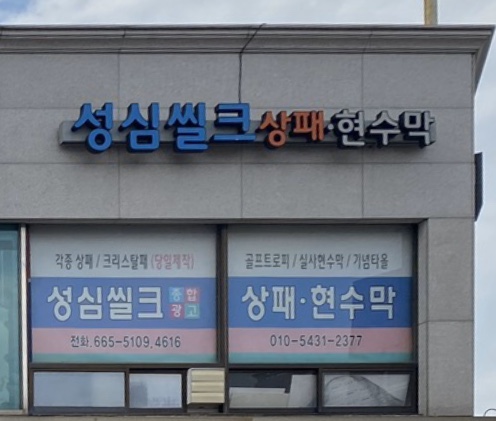 성심씰크 상패·현수막
각종 상패 / 크리스탈패 (당일제작)
성심씰크 종합광고
전화. 665-5109, 4616
골프트로피 / 실사현수막 / 기념타올
상패·현수막
010-5431-2377